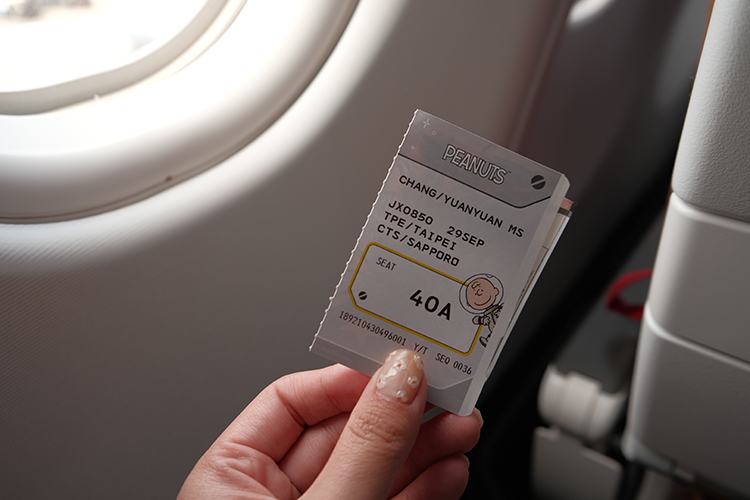 PEANUTS
CHANG/YUANYUAN MS
JX0850 29SEP
TPE/TAIPEI
CTS/SAPPORO
SEAT
40A
189210430496001 Y/T SEQ 0036